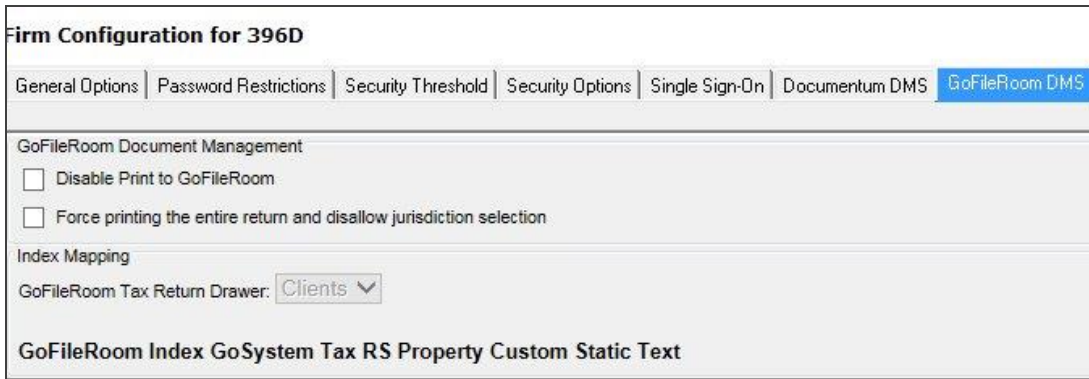 Firm Configuration for 396D
General Options Password Restrictions Security Threshold Security Options Single Sign-On Documentum DMS GoFileRoom DMS
GoFileRoom Document Management
Disable Print to GoFileRoom
Force printing the entire return and disallow jurisdiction selection
Index Mapping
GoFileRoom Tax Return Drawer: Clients
GoFileRoom Index GoSystem Tax RS Property Custom Static Text